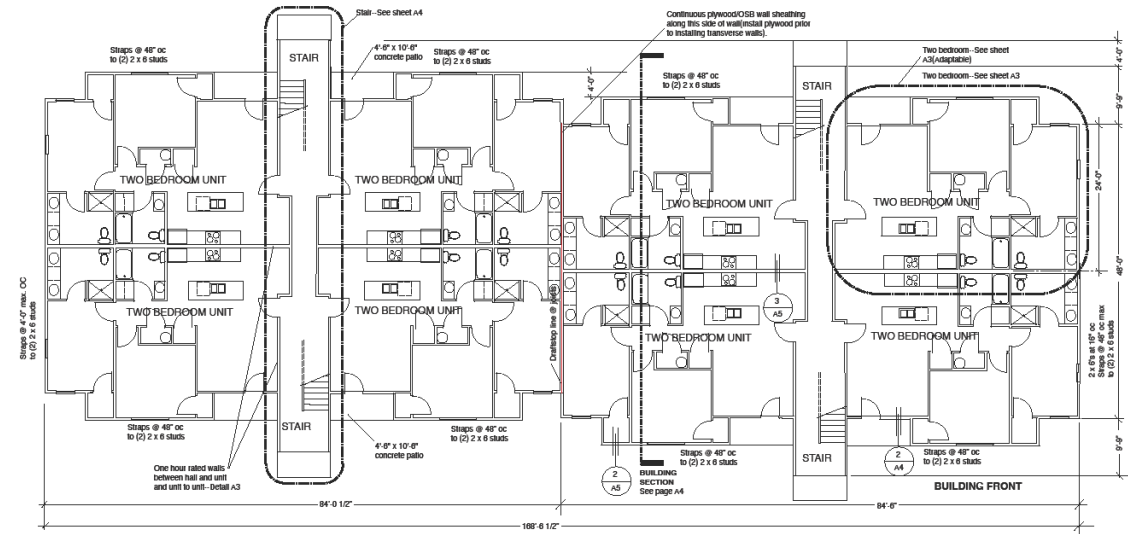 Stair--See sheet A4
Continuous plywood/OSB wall sheathing
along this side of wall(install plywood prior
to installing transverse walls).
Straps @ 48" oc
to (2) 2 x 6 studs
STAIR
4'-6" x 10'-6"
concrete patio
Straps @ 48" oc
to (2) 2 x 6 studs
Two bedroom--See sheet
A3(Adaptable)
Two bedroom--See sheet A3
4'-0"
Straps @ 48" oc
to (2) 2 x 6 studs
STAIR
4'-0"
9'-9"
TWO BEDROOM UNIT
TWO BEDROOM UNIT
TWO BEDROOM UNIT
TWO BEDROOM UNIT
24'-0"
48'-0"
Straps @ 4'-0" max. OC
to (2) 2 x 6 studs
TWO BEDROOM UNIT
TWO BEDROOM UNIT
3
A5
TWO BEDROOM UNIT
TWO BEDROOM UNIT
Draftstop line @ joists
2 x 6's at 16" oc
Straps @ 48" oc max
to (2) 2 x 6 studs
Straps @ 48" oc
to (2) 2 x 6 studs
STAIR
Straps @ 48" oc
to (2) 2 x 6 studs
4'-6" x 10'-6"
concrete patio
One hour rated walls
between hall and unit
and unit to unit--Detail A3
2
A5
BUILDING
SECTION
See page A4
Straps @ 48" oc
to (2) 2 x 6 studs
STAIR
2
A4
Straps @ 48" oc
to (2) 2 x 6 studs
9'-9"
BUILDING FRONT
84'-0 1/2"
84'-6"
168'-6 1/2"